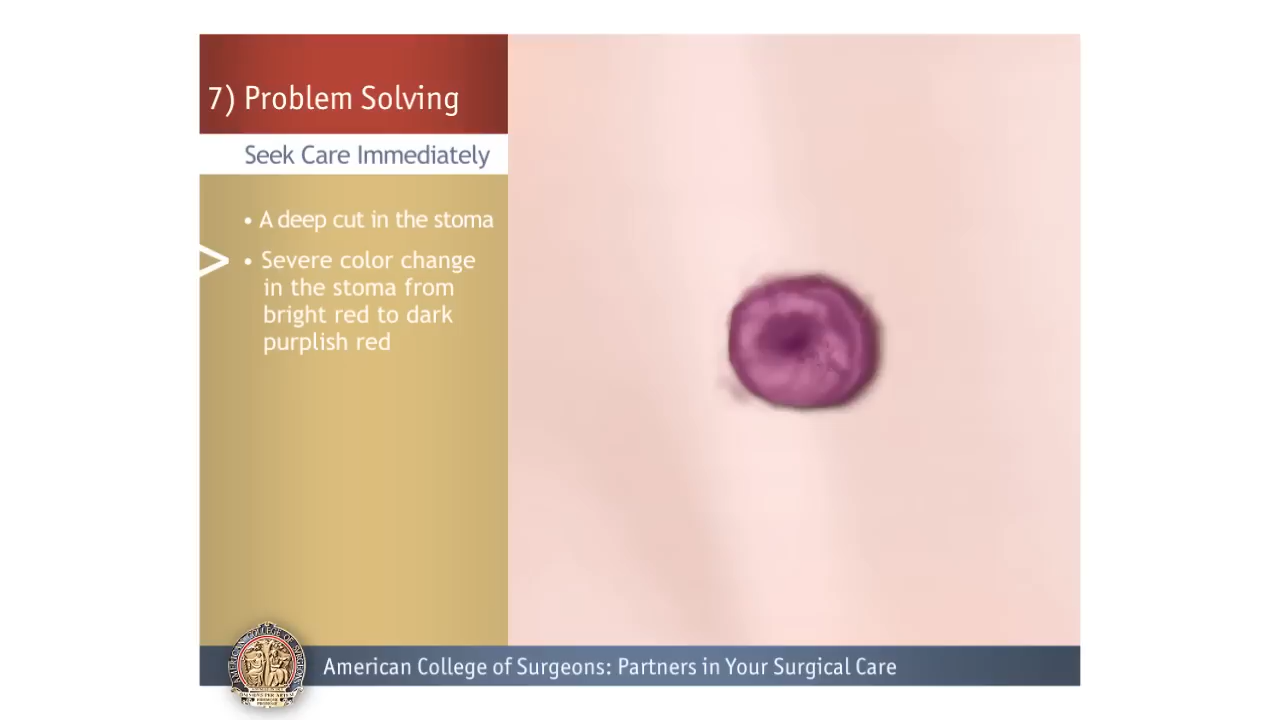 7) Problem Solving
Seek Care Immediately
• A deep cut in the stoma
• Severe color change
in the stoma from
bright red to dark
purplish red
American College of Surgeons: Partners in Your Surgical Care